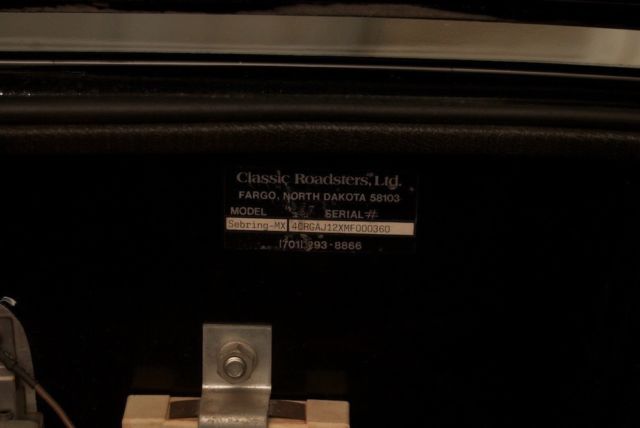 Classic Roadsters, Ltd.
FARGO, NORTH DAKOTA 58103
MODEL SERIAL #
Sebring-MX 4CRGAJ12XMF000360
(701) 293-8866